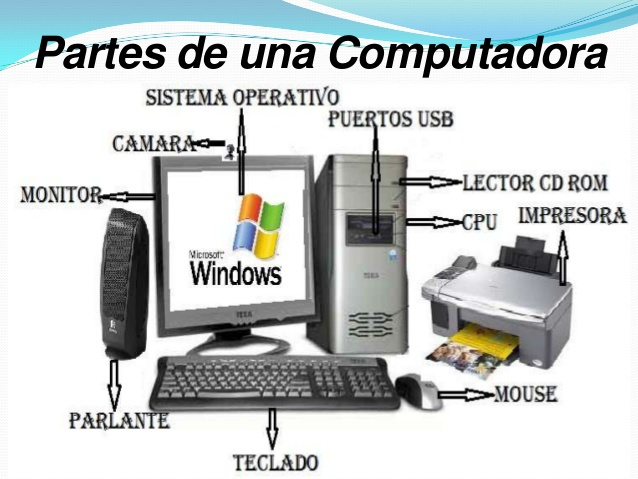 Partes de una Computadora
SISTEMA OPERATIVO
PUERTOS USB
CAMARA
MONITOR
LECTOR CD ROM
CPU
IMPRESORA
Microsoft
Windows
MOUSE
PARLANTE
TECLADO